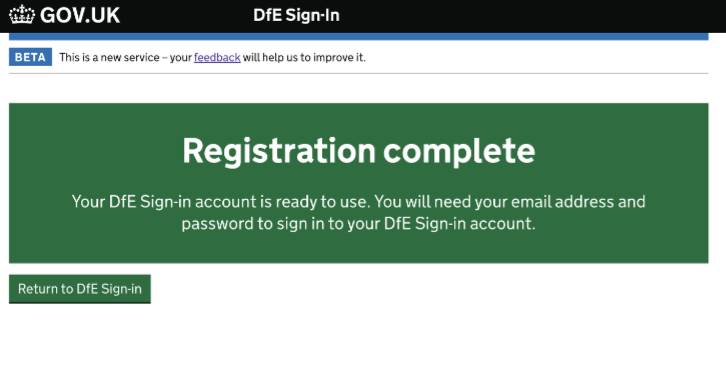 GOV.UK DfE Sign-In
BETA This is a new service – your feedback will help us to improve it.
Registration complete
Your DfE Sign-in account is ready to use. You will need your email address and
password to sign in to your DfE Sign-in account.
Return to DfE Sign-in